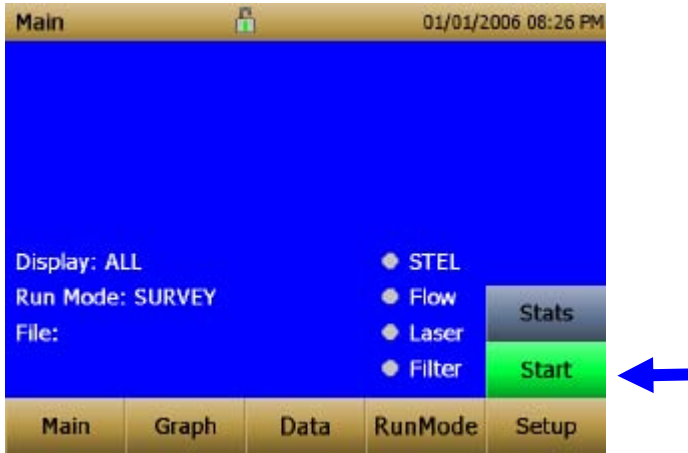 Main 01/01/2006 08:26 PM
Display: ALL
Run Mode: SURVEY
File:
STEL
Flow
Laser
Filter
Stats
Start
Main Graph Data RunMode Setup